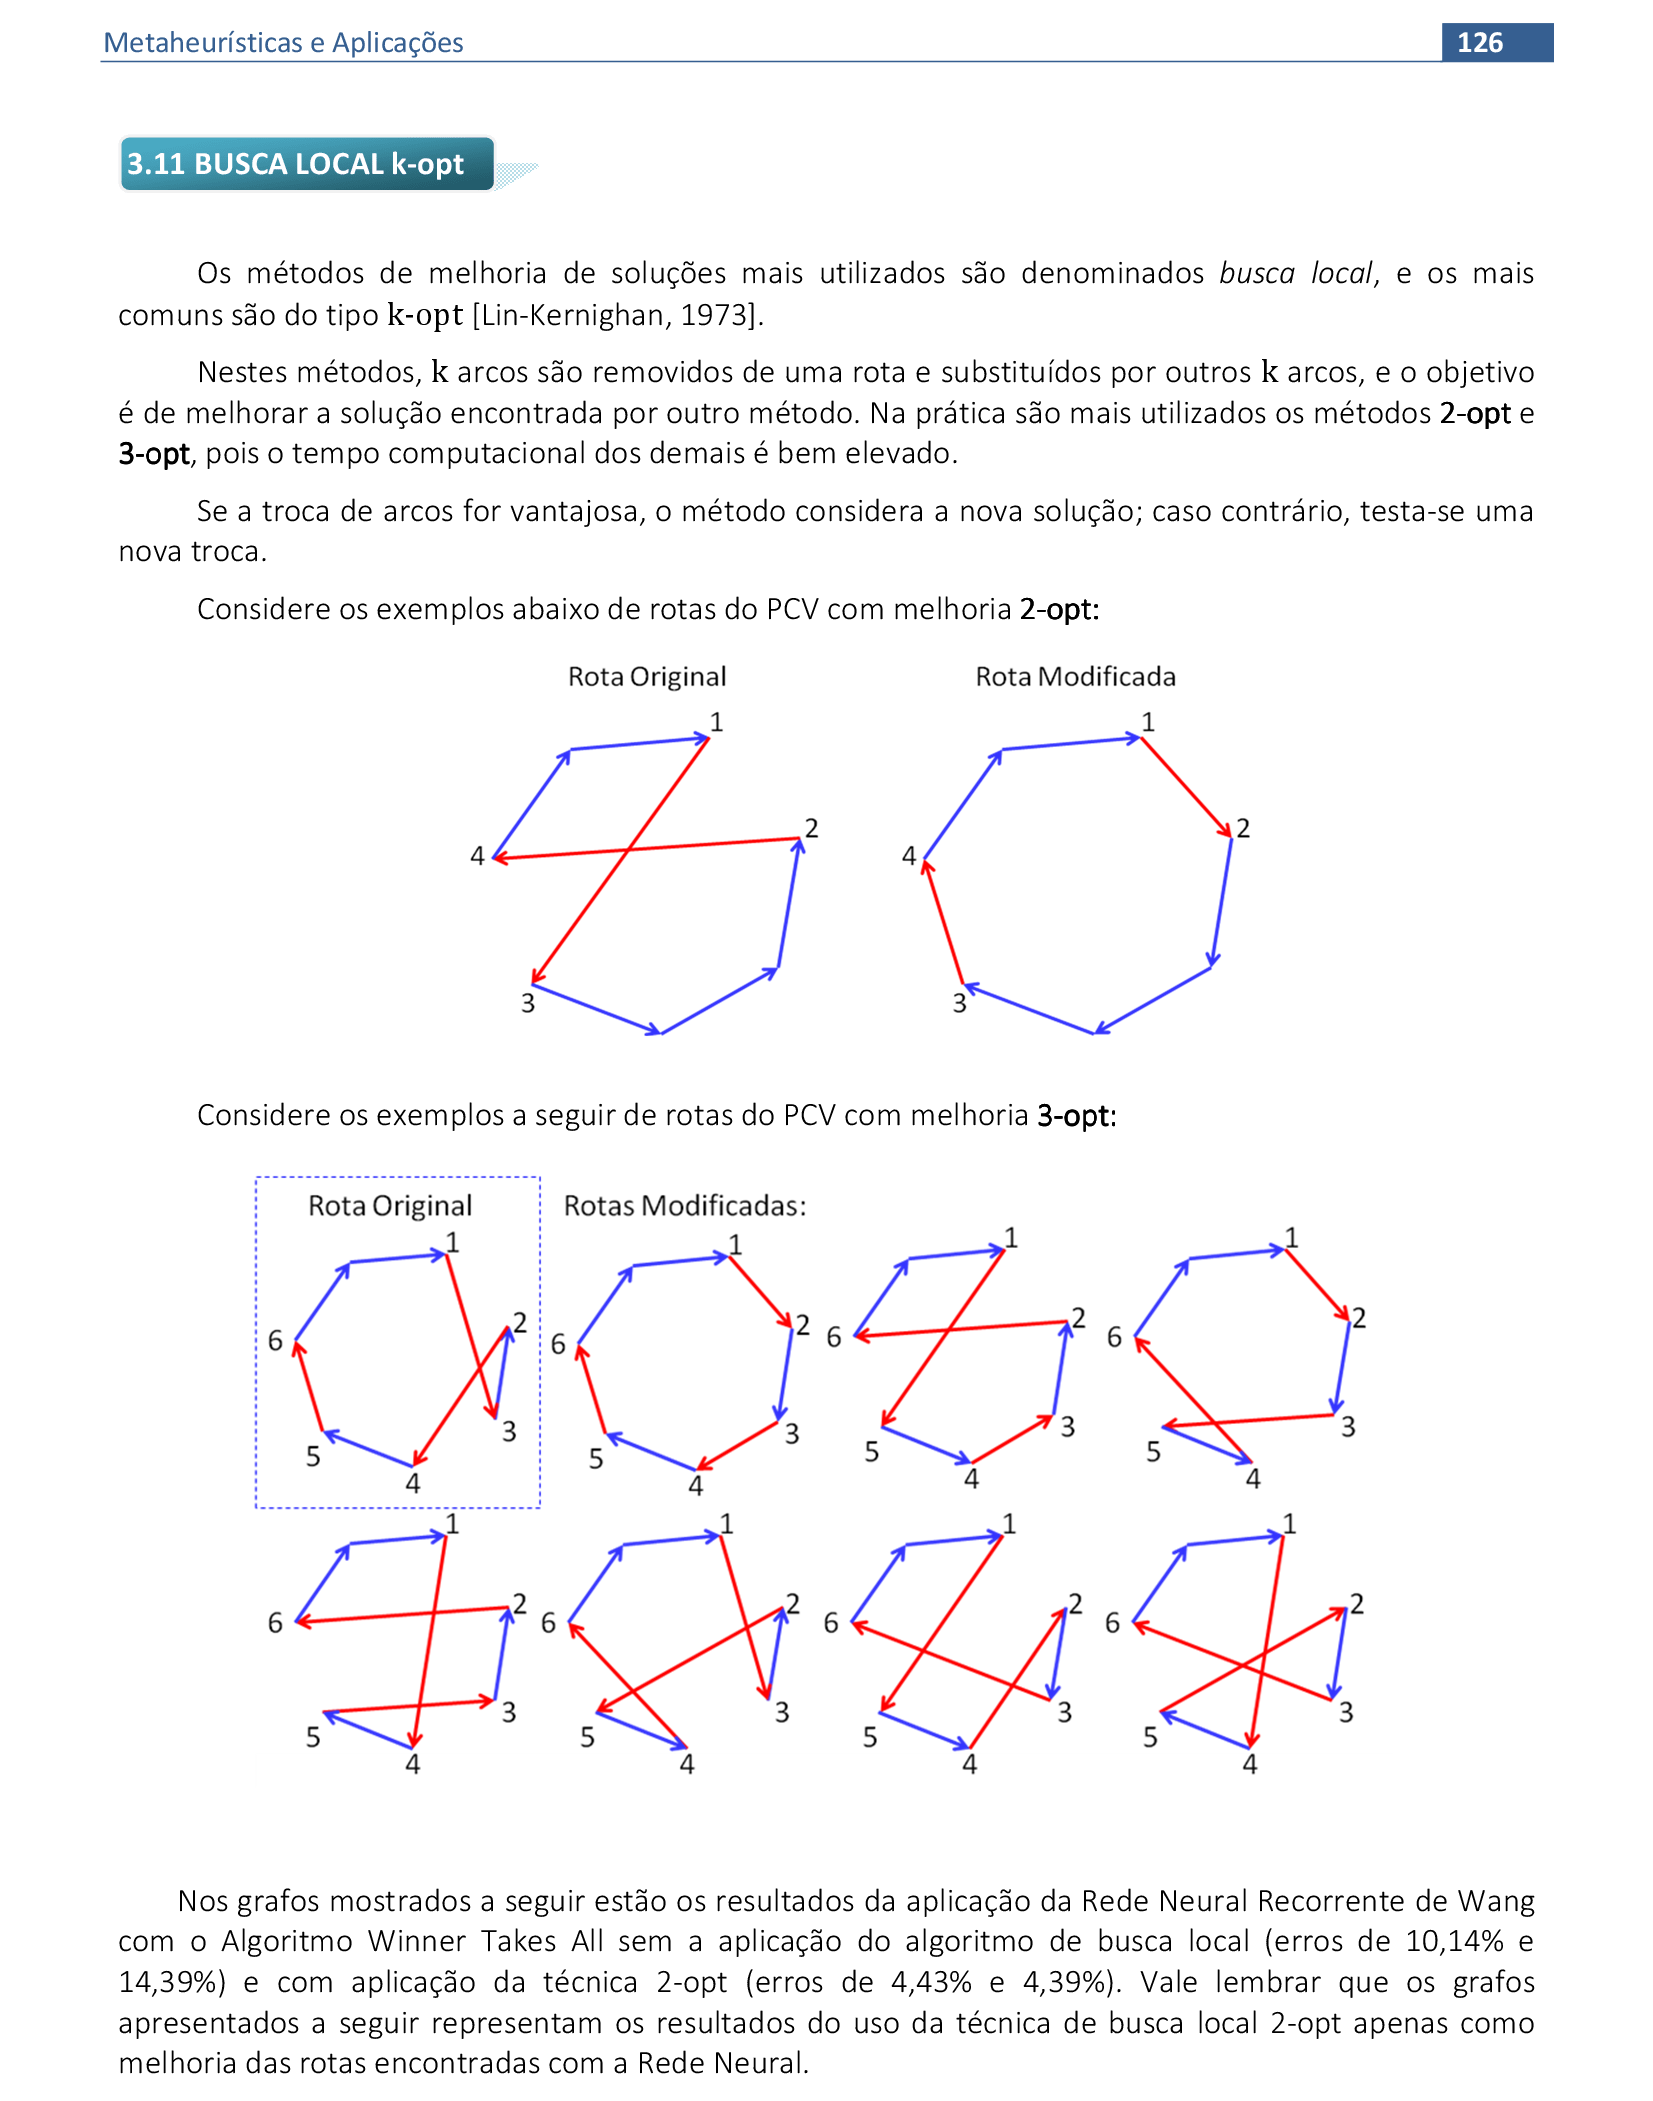 Metaheurísticas e Aplicações 126
3.11 BUSCA LOCAL k-opt
Os métodos de melhoria de soluções mais utilizados são denominados busca local, e os mais
comuns são do tipo k-opt [Lin-Kernighan, 1973].
Nestes métodos, k arcos são removidos de uma rota e substituídos por outros k arcos, e o objetivo
é de melhorar a solução encontrada por outro método. Na prática são mais utilizados os métodos 2-opt e
3-opt, pois o tempo computacional dos demais é bem elevado.
Se a troca de arcos for vantajosa, o método considera a nova solução; caso contrário, testa-se uma
nova troca.
Considere os exemplos abaixo de rotas do PCV com melhoria 2-opt:
Rota Original Rota Modificada
1 1
2 2
4 4
3 3
Considere os exemplos a seguir de rotas do PCV com melhoria 3-opt:
Rota Original Rotas Modificadas:
1 1 1 1
2 2 2 2
6 6 6 6
3 3 3 3
5 5 5 5
4 4 4 4
1 1 1 1
2 2 2 2
6 6 6 6
3 3 3 3
5 5 5 5
4 4 4 4
Nos grafos mostrados a seguir estão os resultados da aplicação da Rede Neural Recorrente de Wang
com o Algoritmo Winner Takes All sem a aplicação do algoritmo de busca local (erros de 10,14% e
14,39%) e com aplicação da técnica 2-opt (erros de 4,43% e 4,39%). Vale lembrar que os grafos
apresentados a seguir representam os resultados do uso da técnica de busca local 2-opt apenas como
melhoria das rotas encontradas com a Rede Neural.